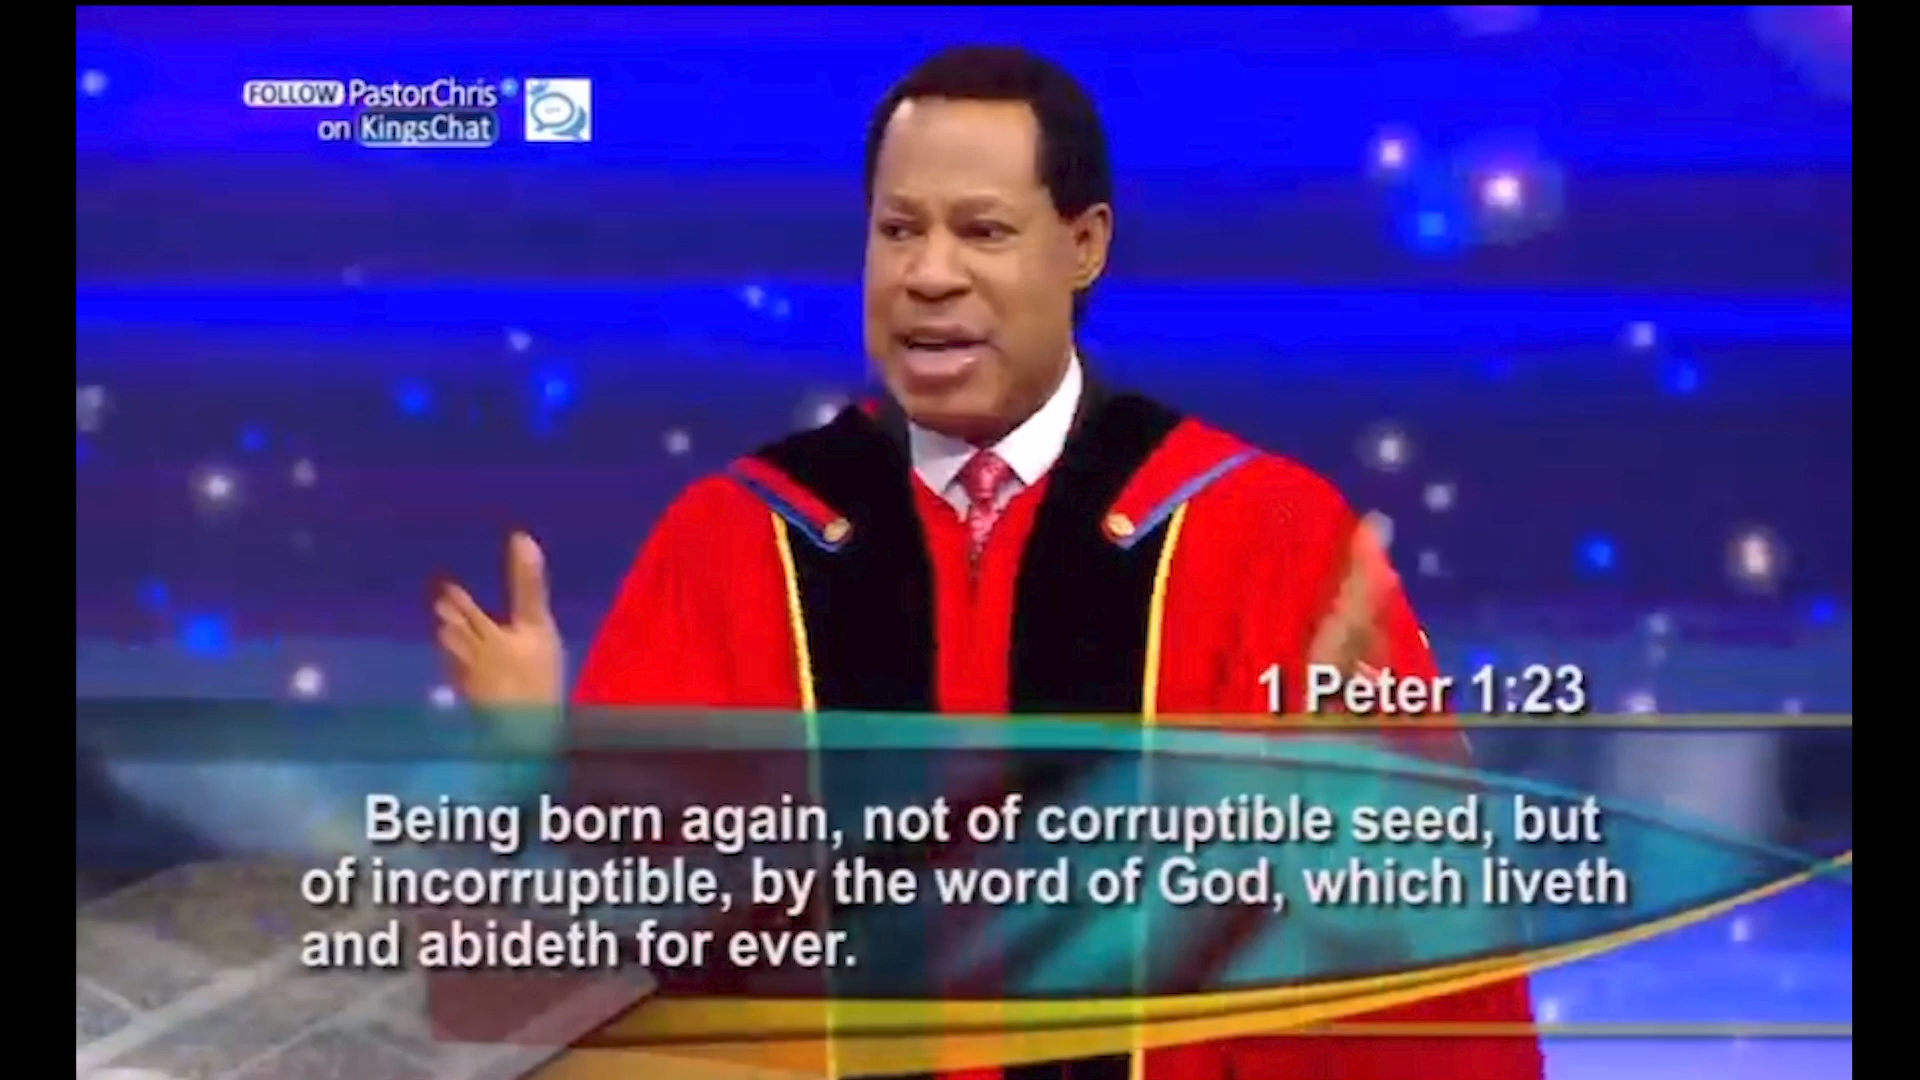 FOLLOW PastorChris
on KingsChat
1 Peter 1:23
Being born again, not of corruptible seed, but
of incorruptible, by the word of God, which liveth
and abideth for ever.